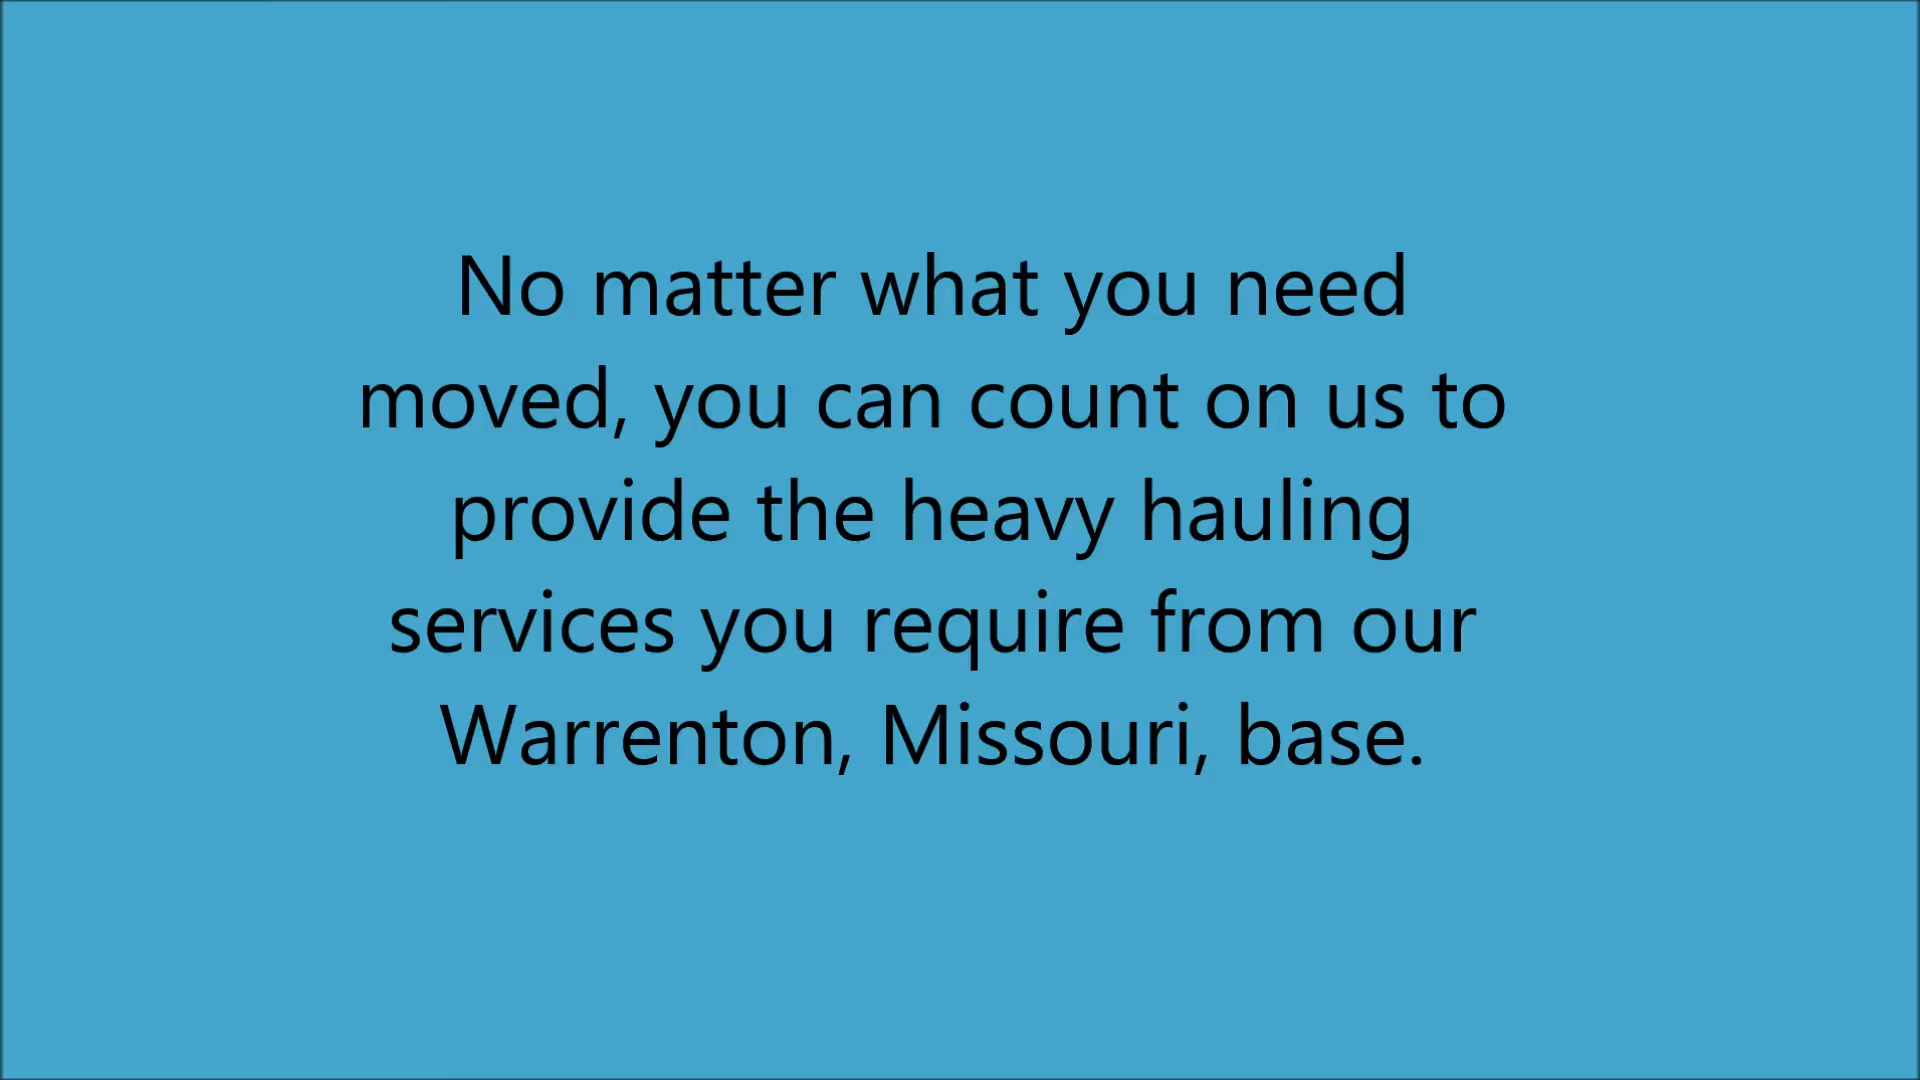 No matter what you need
moved, you can count on us to
provide the heavy hauling
services you require from our
Warrenton, Missouri, base.